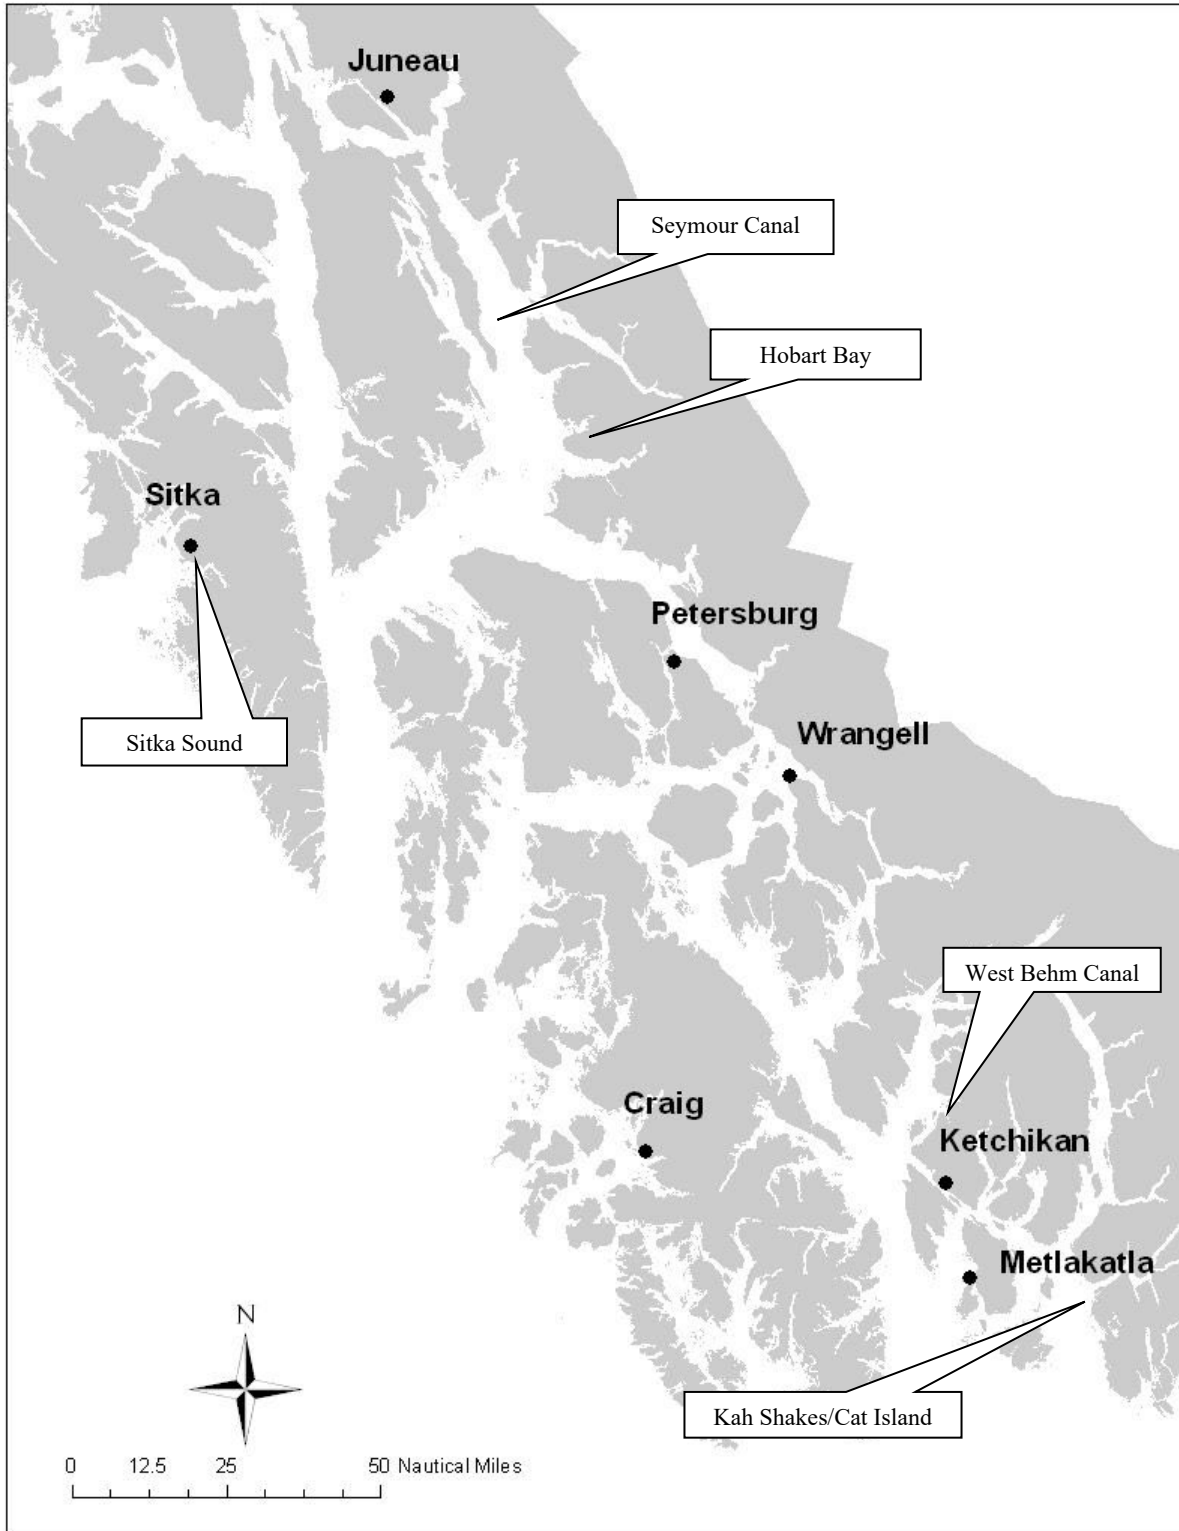 Juneau
Seymour Canal
Hobart Bay
Sitka
Petersburg
Sitka Sound
Wrangell
West Behm Canal
Craig
Ketchikan
Metlakatla
N
Kah Shakes/Cat Island
0 12.5 25 50 Nautical Miles